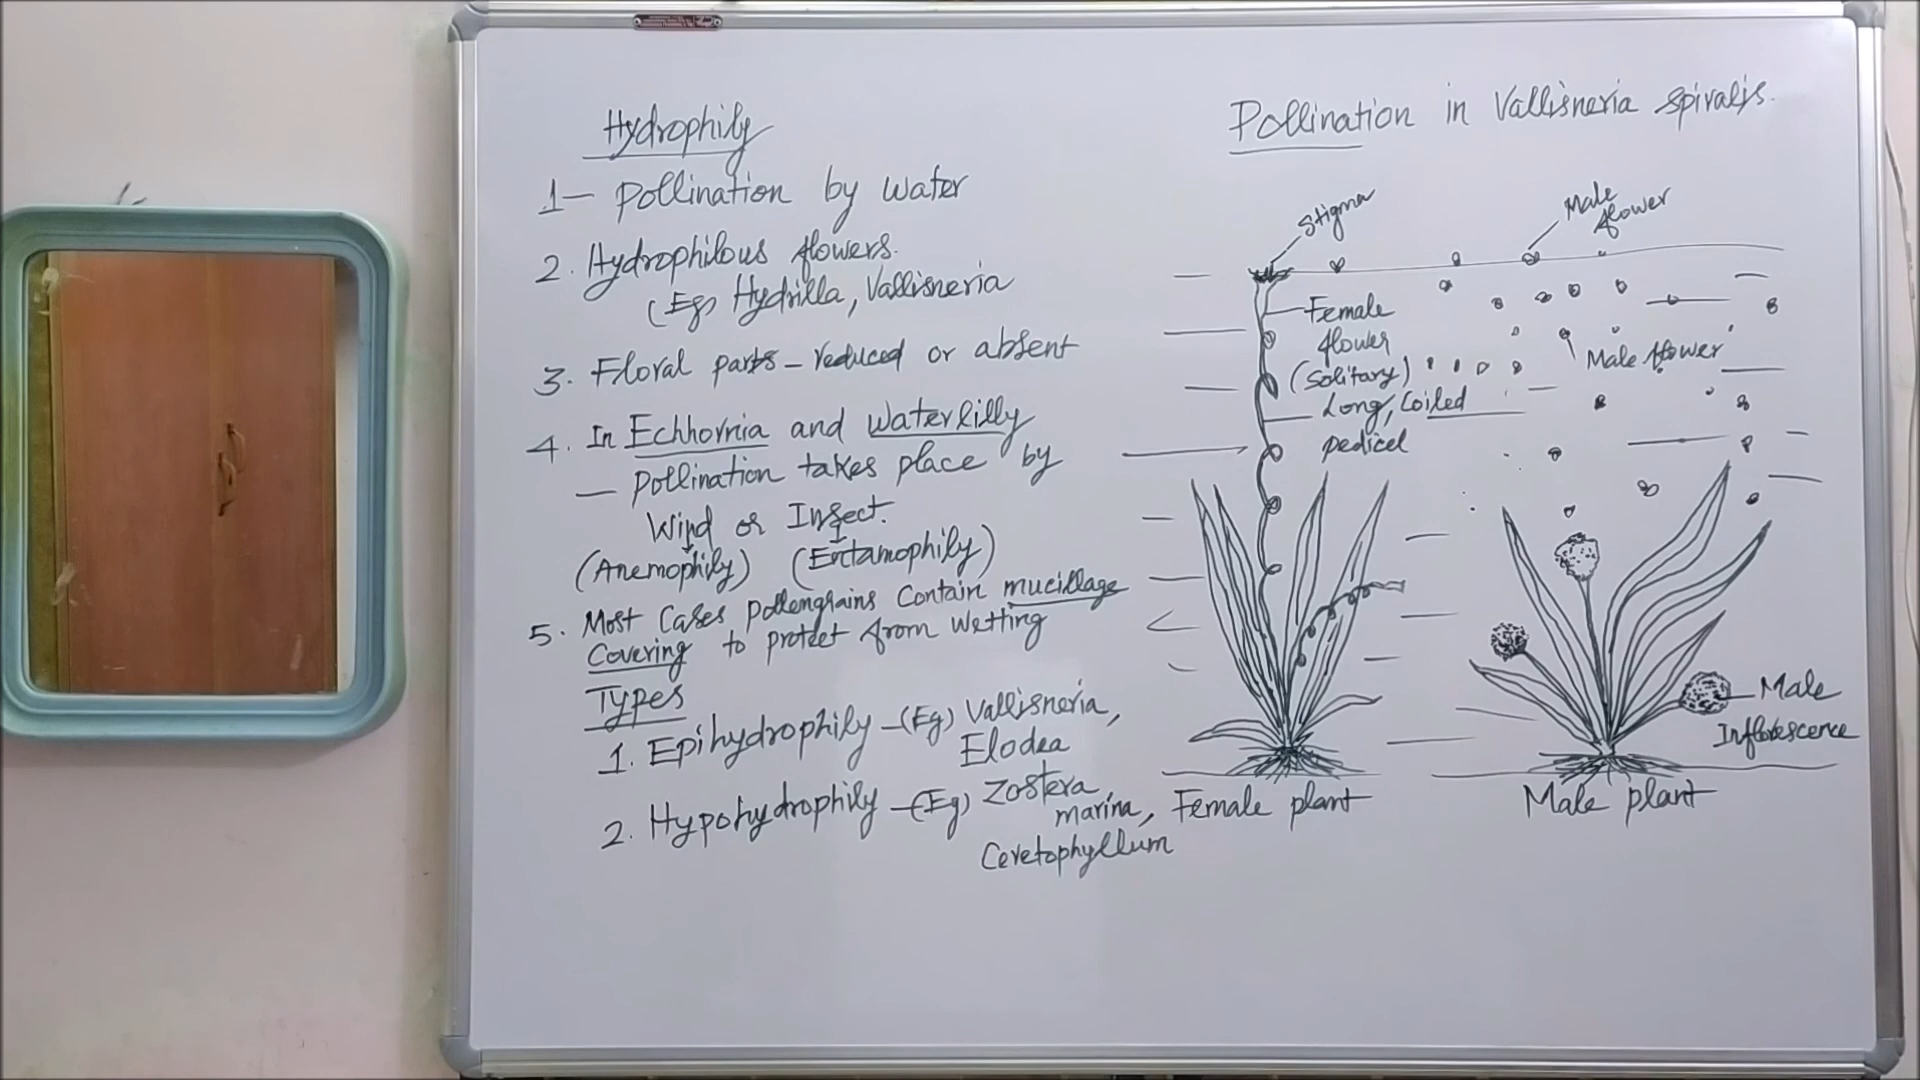 Hydrophily
1— Pollination by water
2. Hydrophilous flowers.
(Eg) Hydrilla, Vallisneria
3. Floral parts – reduced or absent
4. In Echhornia and Waterlilly
— Pollination takes place by
Wind or Insect.
(Anemophily) (Entamophily)
5. Most Cases Pollengrains Contain mucillage
Covering to protect from wetting
Types
1. Epihydrophily – (Eg) Vallisneria,
Elodea
2. Hypohydrophily – (Eg) Zostera
marina,
Ceretophyllum
Pollination in Vallisneria spiralis.
Stigma
Male
flower
Female
flower
(Solitary)
Male flower
Long, Coiled
pedicel
Male
Inflorescence
Female plant
Male plant